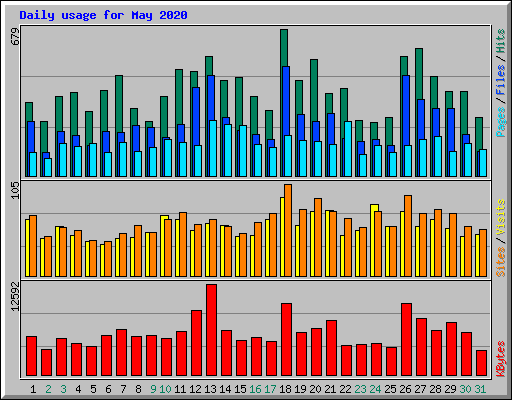 Daily usage for May 2020
679
Pages / Files / Hits
105
Sites / Visits
12592
KBytes
1 2 3 4 5 6 7 8 9 10 11 12 13 14 15 16 17 18 19 20 21 22 23 24 25 26 27 28 29 30 31